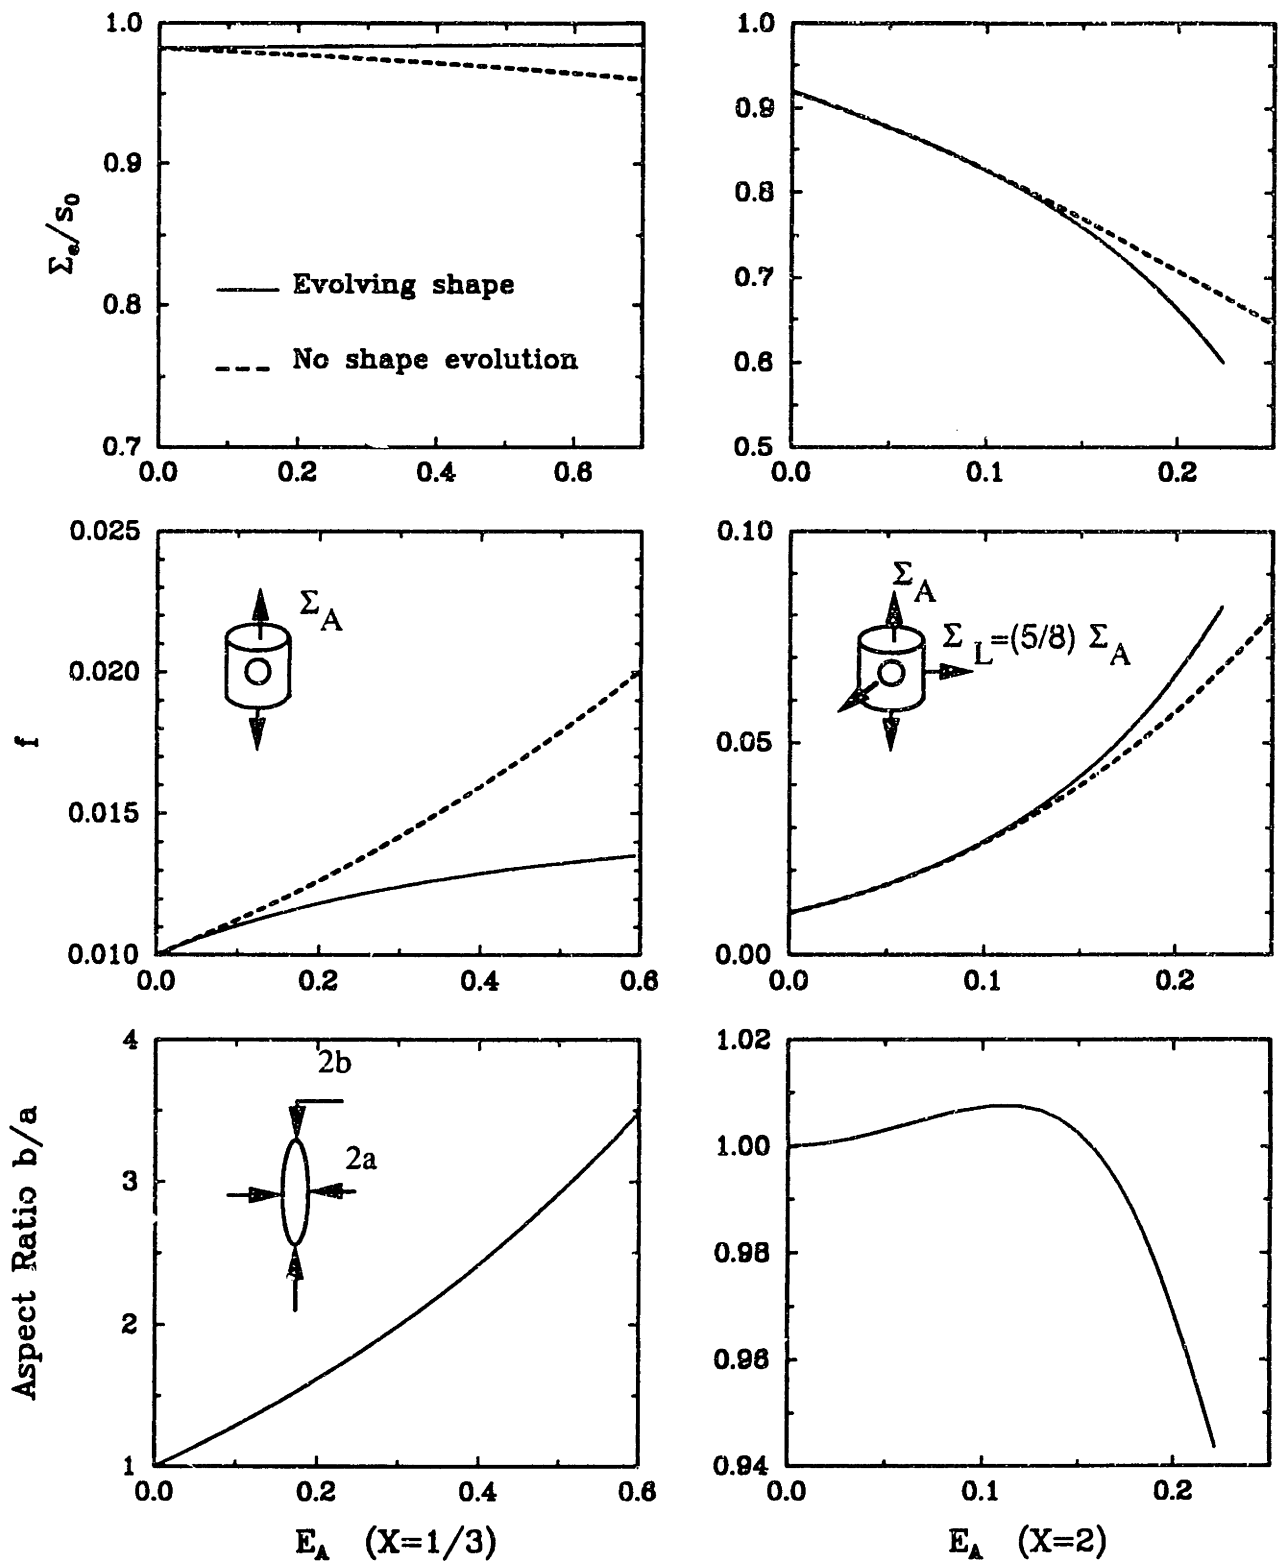 1.0
0.9
0.8
0.7
Σe/s0
Evolving shape
No shape evolution
0.0 0.2 0.4 0.6
1.0
0.9
0.8
0.7
0.6
0.5
0.0 0.1 0.2
0.025
0.020
0.015
0.010
f
ΣA
0.0 0.2 0.4 0.6
0.10
0.05
0.00
ΣA
ΣL=(5/8) ΣA
0.0 0.1 0.2
4
3
2
1
Aspect Ratio b/a
2b
2a
0.0 0.2 0.4 0.6
EA (X=1/3)
1.02
1.00
0.98
0.96
0.94
0.0 0.1 0.2
EA (X=2)